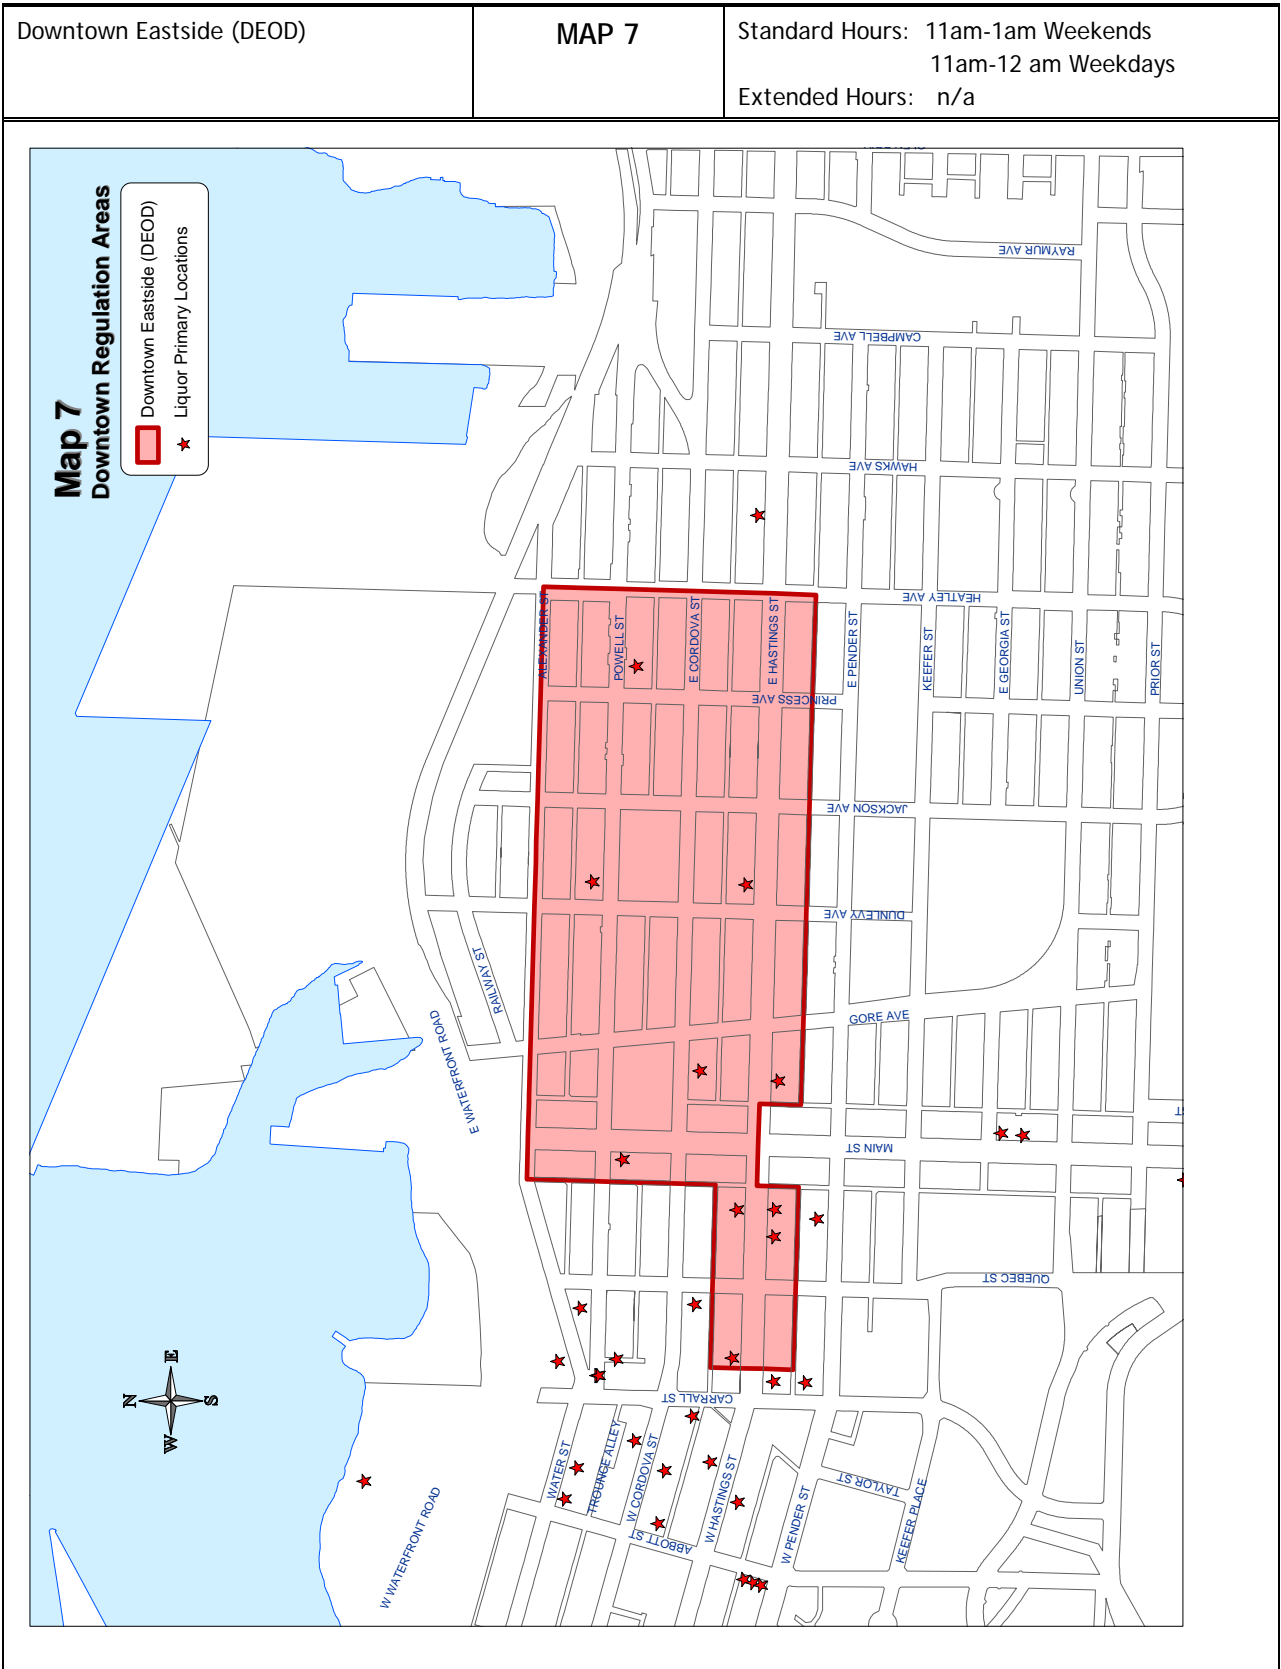 Downtown Eastside (DEOD)
MAP 7
Standard Hours: 11am-1am Weekends
11am-12 am Weekdays
Extended Hours: n/a
Map 7
Downtown Regulation Areas
Downtown Eastside (DEOD)
Liquor Primary Locations
RAYMUR AVE
CAMPBELL AVE
HAWKS AVE
HEATLEY AVE
ALEXANDER ST
POWELL ST
E CORDOVA ST
E HASTINGS ST
E PENDER ST
KEEFER ST
E GEORGIA ST
UNION ST
PRIOR ST
PRINCESS AVE
JACKSON AVE
DUNLEVY AVE
RAILWAY ST
GORE AVE
E WATERFRONT ROAD
ST
MAIN ST
QUEBEC ST
N
E
S
W
CARRALL ST
WATER ST
TROUNCE ALLEY
W CORDOVA ST
W HASTINGS ST
W PENDER ST
TAYLOR ST
KEEFER PLACE
ABBOTT ST
W WATERFRONT ROAD